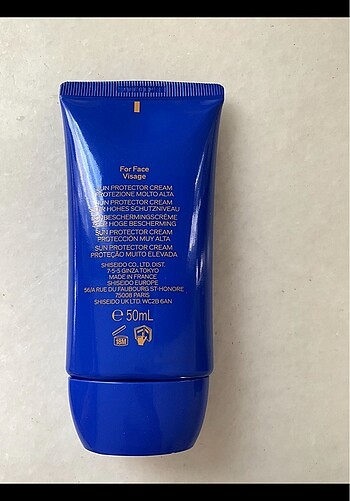 For Face
Visage
SUN PROTECTOR CREAM
PROTEZIONE MOLTO ALTA
SUN PROTECTOR CREAM
HOHES SCHUTZNIVEAU
HOGE BESCHERMING
SUN PROTECTOR CREAM
PROTECCIÓN MUY ALTA
SUN PROTECTOR CREAM
PROTEÇÃO MUITO ELEVADA
SHISEIDO CO., LTD. DIST.
7-5-5 GINZA TOKYO
MADE IN FRANCE
SHISEIDO EUROPE
56/A RUE DU FAUBOURG ST-HONORE
75008 PARIS
SHISEIDO UK LTD. WC2B 6AN
℮ 50mL
18M